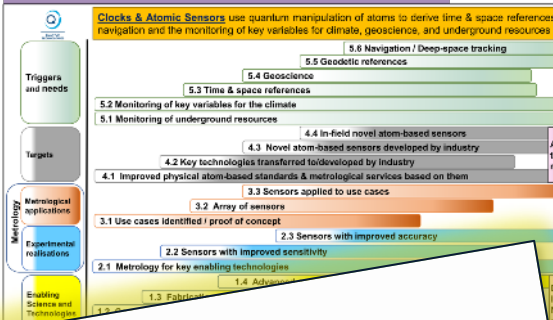 Clocks & Atomic Sensors use quantum manipulation of atoms to derive time & space references
navigation and the monitoring of key variables for climate, geoscience, and underground resources
Triggers
and needs
5.6 Navigation / Deep-space tracking
5.5 Geodetic references
5.4 Geoscience
5.3 Time & space references
5.2 Monitoring of key variables for the climate
5.1 Monitoring of underground resources
Targets
4.4 In-field novel atom-based sensors
4.3 Novel atom-based sensors developed by industry
4.2 Key technologies transferred to/developed by industry
4.1 Improved physical atom-based standards & metrological services based on them
Metrology
Metrological
applications
3.3 Sensors applied to use cases
3.2 Array of sensors
3.1 Use cases identified / proof of concept
Experimental
realisations
2.3 Sensors with improved accuracy
2.2 Sensors with improved sensitivity
2.1 Metrology for key enabling technologies
Enabling
Science and
Technologies
1.4
1.3